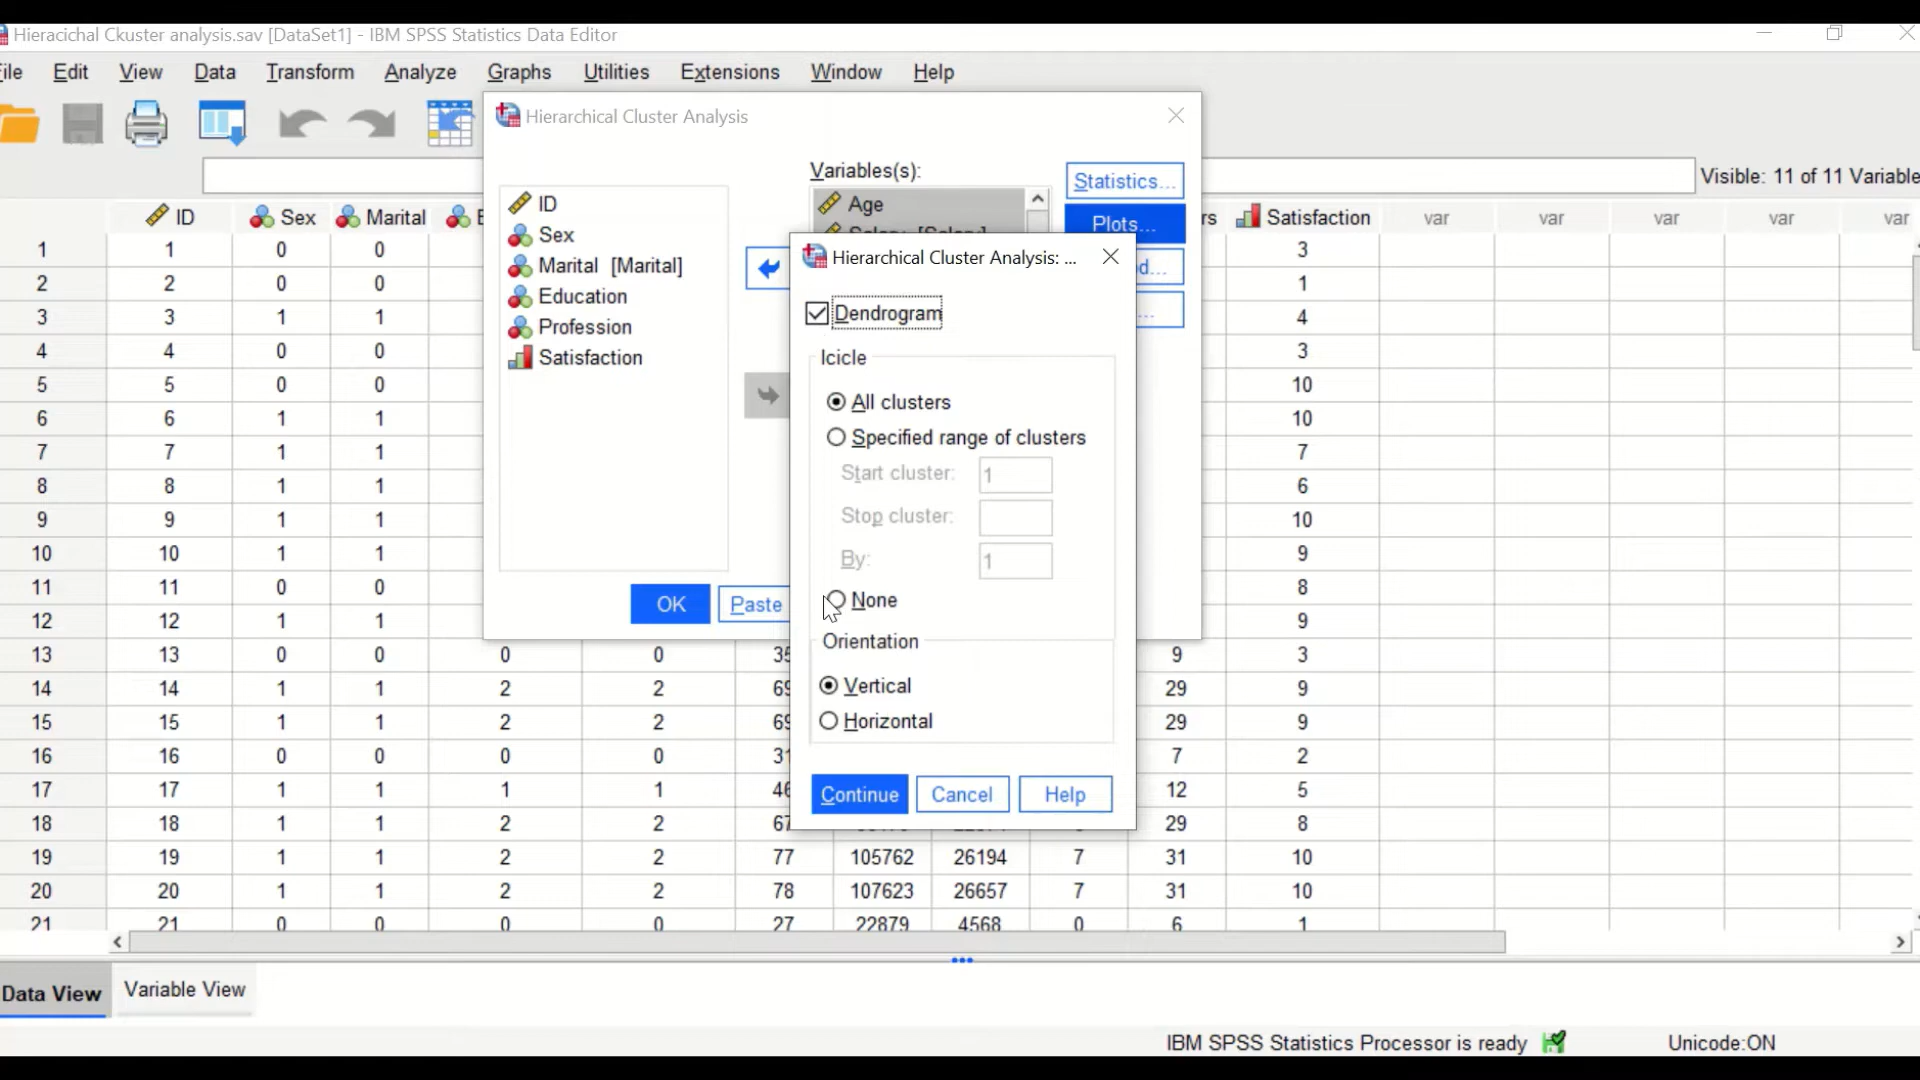 Hieracichal Ckuster analysis.sav [DataSet1] - IBM SPSS Statistics Data Editor
ile Edit View Data Transform Analyze Graphs Utilities Extensions Window Help
Hierarchical Cluster Analysis
Variables(s):
Visible: 11 of 11 Variable
ID
Sex
Marital [Marital]
Education
Profession
Satisfaction
Age
Statistics...
Plots...
OK Paste
Hierarchical Cluster Analysis: ...
Dendrogram
Icicle
All clusters
Specified range of clusters
Start cluster: 1
Stop cluster:
By: 1
None
Orientation
Vertical
Horizontal
Continue Cancel Help
ID Sex Marital E rs Satisfaction var var var var var
1 1 0 0 3
2 2 0 0 1
3 3 1 1 4
4 4 0 0 3
5 5 0 0 10
6 6 1 1 10
7 7 1 1 7
8 8 1 1 6
9 9 1 1 10
10 10 1 1 9
11 11 0 0 8
12 12 1 1 9
13 13 0 0 0 0 35 9 3
14 14 1 1 2 2 69 29 9
15 15 1 1 2 2 69 29 9
16 16 0 0 0 0 31 7 2
17 17 1 1 1 1 46 12 5
18 18 1 1 2 2 67 29 8
19 19 1 1 2 2 77 105762 26194 7 31 10
20 20 1 1 2 2 78 107623 26657 7 31 10
21 21 0 0 0 0 27 22879 4568 0 6 1
Data View Variable View
IBM SPSS Statistics Processor is ready Unicode:ON